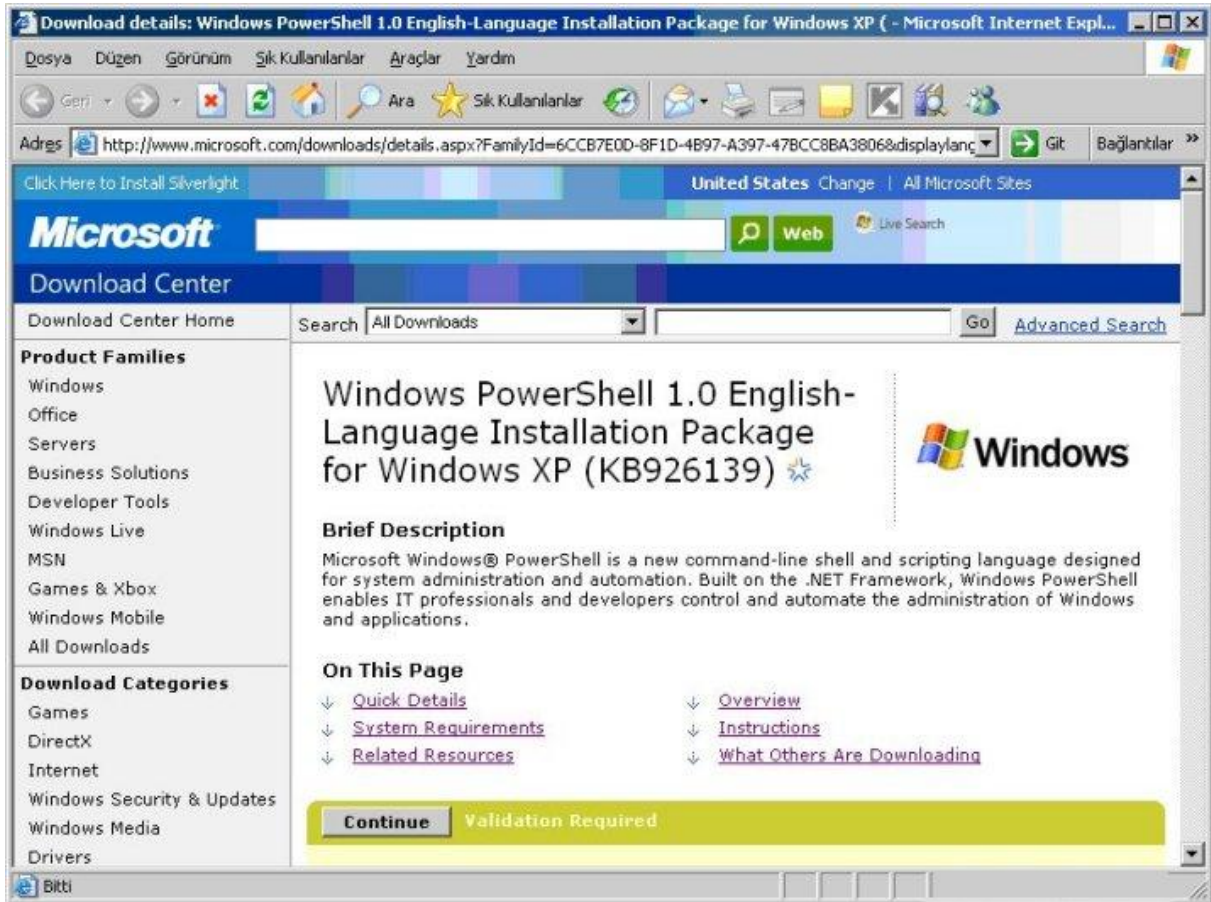 Download details: Windows PowerShell 1.0 English-Language Installation Package for Windows XP ( - Microsoft Internet Expl...
Dosya Düzen Görünüm Sık Kullanılanlar Araçlar Yardım
Geri Ara Sık Kullanılanlar
Adres http://www.microsoft.com/downloads/details.aspx?FamilyId=6CCB7E0D-8F1D-4B97-A397-47BCC8BA3806&displaylang Git Bağlantılar »
Click Here to Install Silverlight United States Change | All Microsoft Sites
Microsoft Web Live Search
Download Center
Download Center Home
Search All Downloads Go Advanced Search
Product Families
Windows
Office
Servers
Business Solutions
Developer Tools
Windows Live
MSN
Games & Xbox
Windows Mobile
All Downloads
Download Categories
Games
DirectX
Internet
Windows Security & Updates
Windows Media
Drivers
Windows PowerShell 1.0 English-
Language Installation Package
for Windows XP (KB926139)
Windows
Brief Description
Microsoft Windows® PowerShell is a new command-line shell and scripting language designed
for system administration and automation. Built on the .NET Framework, Windows PowerShell
enables IT professionals and developers control and automate the administration of Windows
and applications.
On This Page
Quick Details Overview
System Requirements Instructions
Related Resources What Others Are Downloading
Continue Validation Required
Bitti